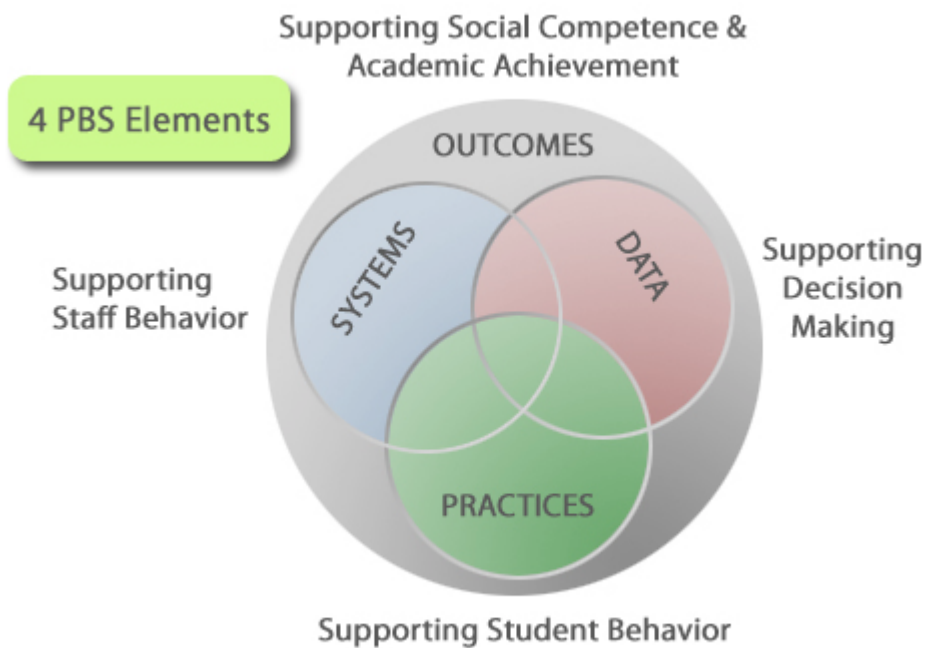 Supporting Social Competence &
Academic Achievement
4 PBS Elements
OUTCOMES
SYSTEMS
DATA
Supporting
Staff Behavior
Supporting
Decision
Making
PRACTICES
Supporting Student Behavior